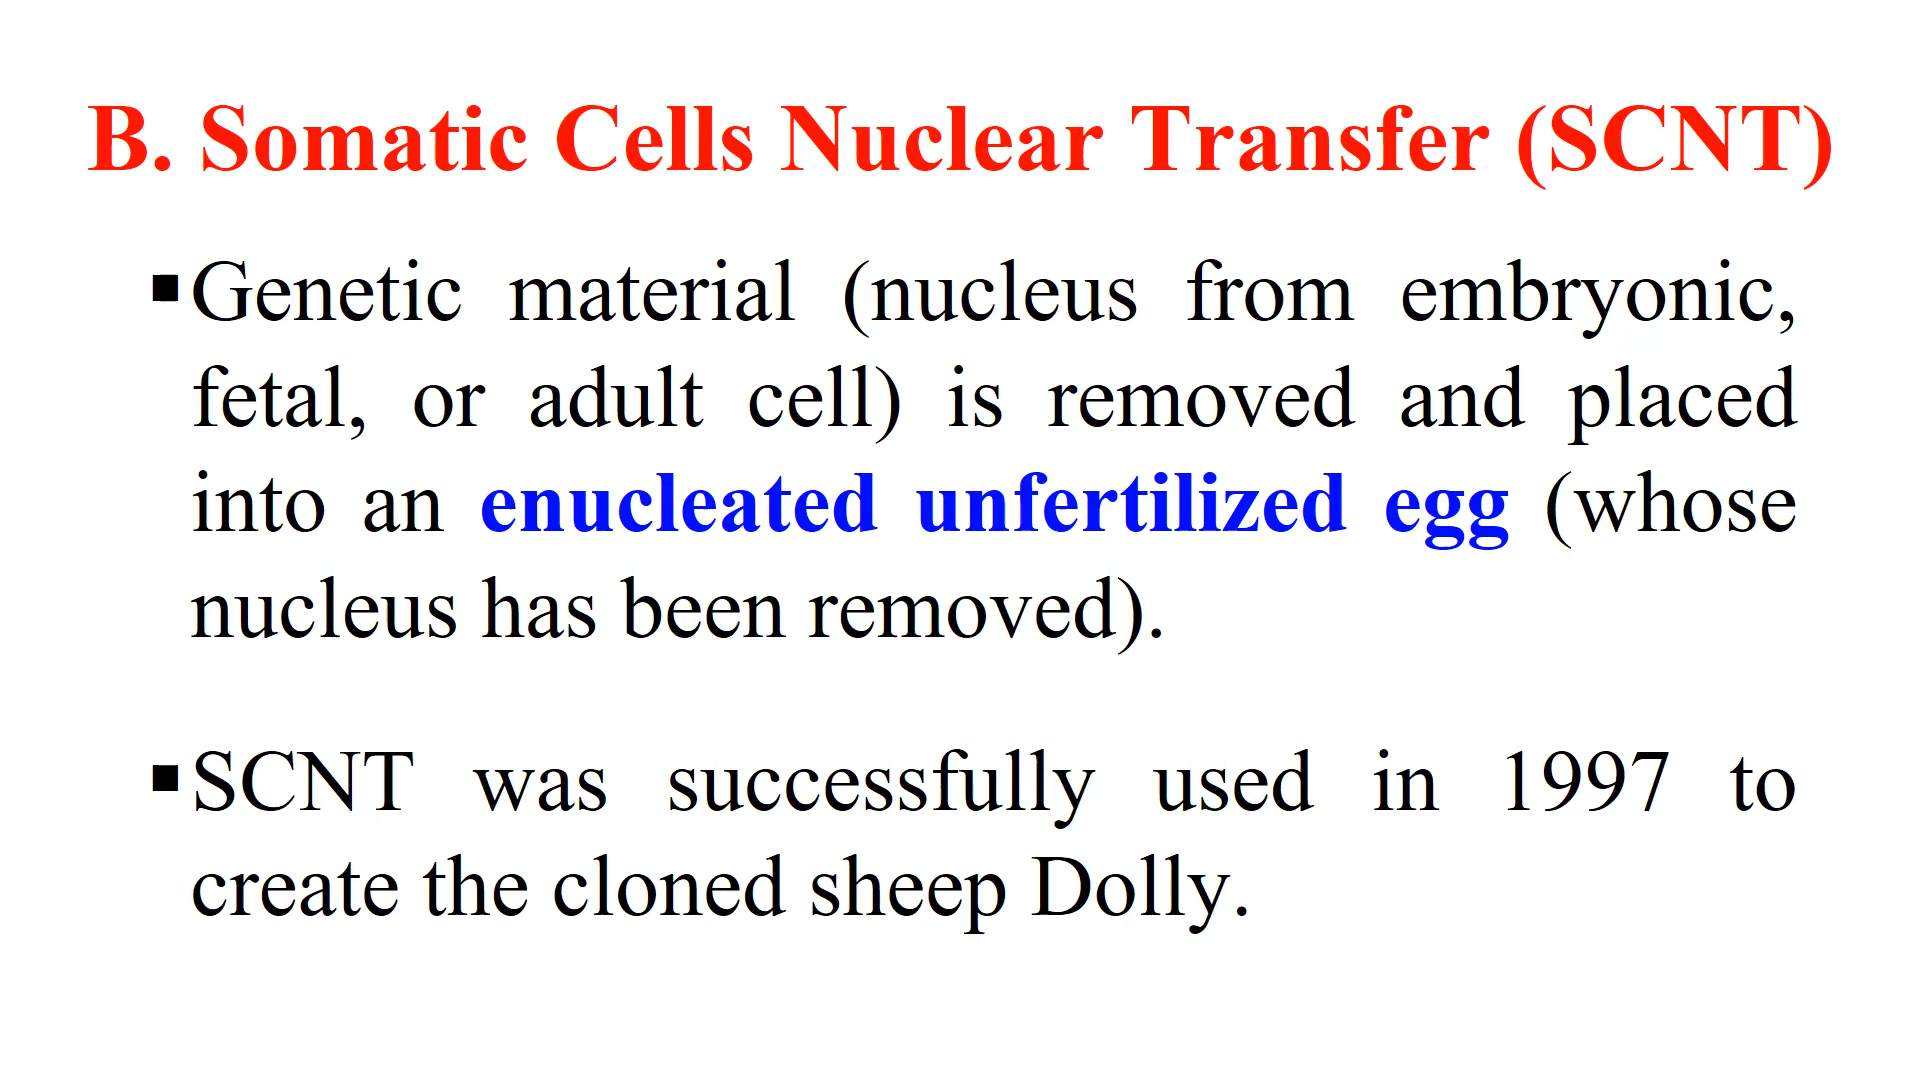 B. Somatic Cells Nuclear Transfer (SCNT)
▪Genetic material (nucleus from embryonic,
fetal, or adult cell) is removed and placed
into an enucleated unfertilized egg (whose
nucleus has been removed).
▪SCNT was successfully used in 1997 to
create the cloned sheep Dolly.